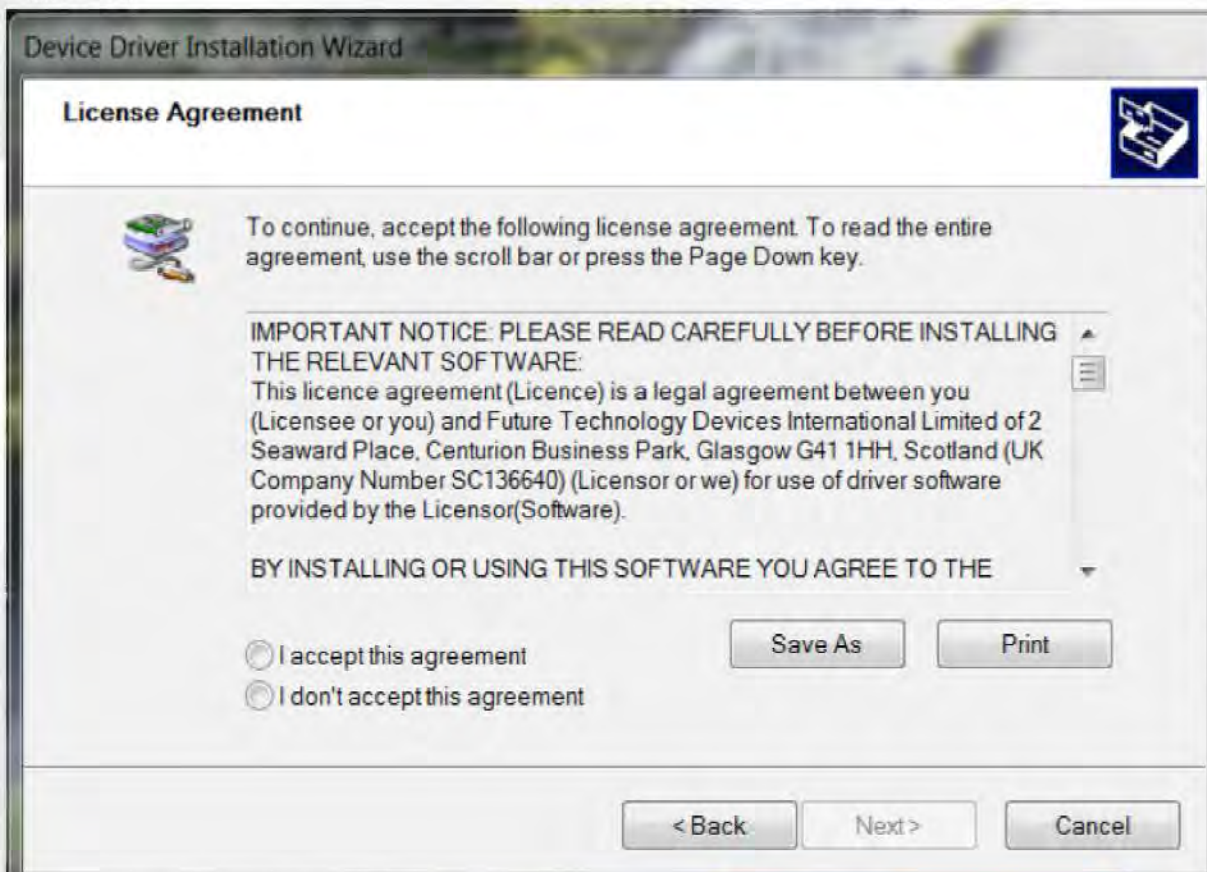 Device Driver Installation Wizard
License Agreement
To continue, accept the following license agreement. To read the entire
agreement, use the scroll bar or press the Page Down key.
IMPORTANT NOTICE: PLEASE READ CAREFULLY BEFORE INSTALLING
THE RELEVANT SOFTWARE:
This licence agreement (Licence) is a legal agreement between you
(Licensee or you) and Future Technology Devices International Limited of 2
Seaward Place, Centurion Business Park, Glasgow G41 1HH, Scotland (UK
Company Number SC136640) (Licensor or we) for use of driver software
provided by the Licensor(Software).
BY INSTALLING OR USING THIS SOFTWARE YOU AGREE TO THE
I accept this agreement
I don't accept this agreement
Save As
Print
< Back
Next >
Cancel